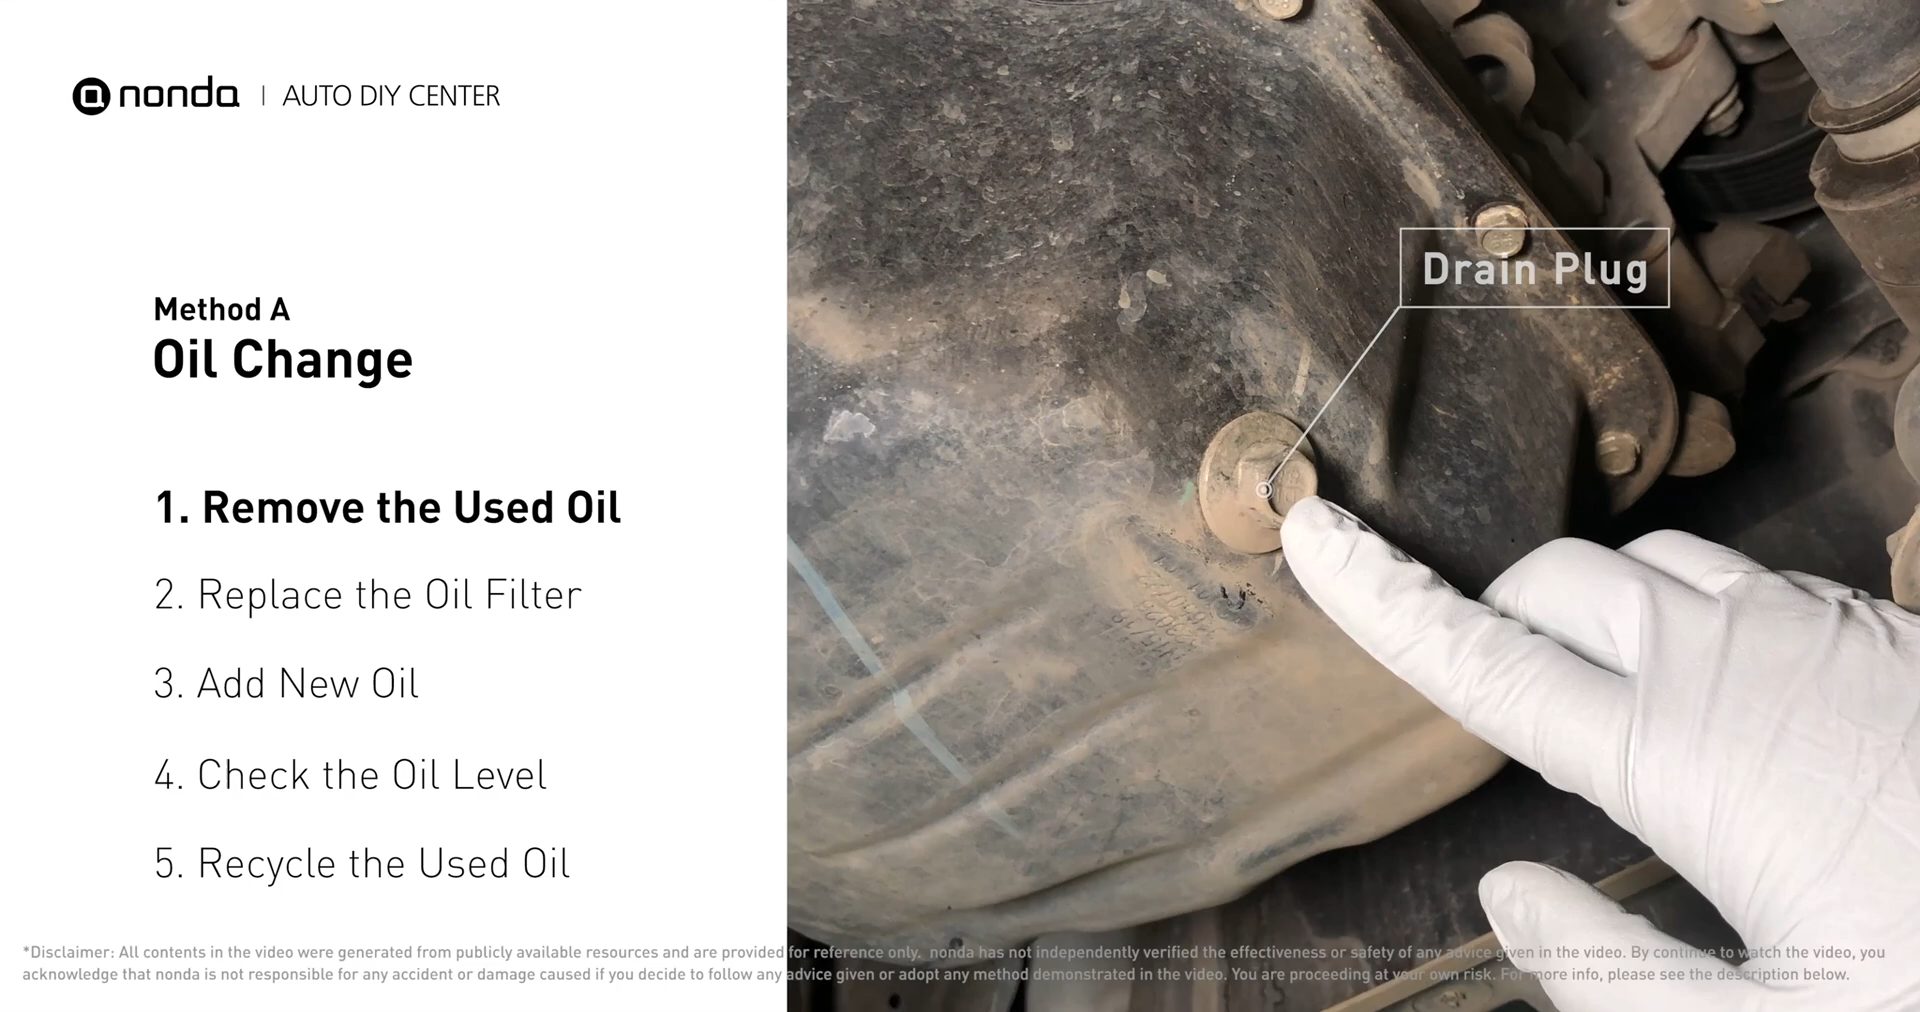 nonda | AUTO DIY CENTER
Method A
Oil Change
1. Remove the Used Oil
2. Replace the Oil Filter
3. Add New Oil
4. Check the Oil Level
5. Recycle the Used Oil
Drain Plug
*Disclaimer: All contents in the video were generated from publicly available resources and are provided for reference only. nonda has not independently verified the effectiveness or safety of any advice given in the video. By continue to watch the video, you
acknowledge that nonda is not responsible for any accident or damage caused if you decide to follow any advice given or adopt any method demonstrated in the video. You are proceeding at your own risk. For more info, please see the description below.